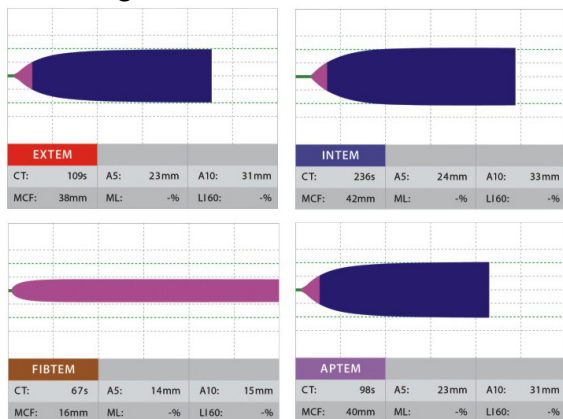 EXTEM
CT: 109s A5: 23mm A10: 31mm
MCF: 38mm ML: -% LI60: -%
INTEM
CT: 236s A5: 24mm A10: 33mm
MCF: 42mm ML: -% LI60: -%
FIBTEM
CT: 67s A5: 14mm A10: 15mm
MCF: 16mm ML: -% LI60: -%
APTEM
CT: 98s A5: 23mm A10: 31mm
MCF: 40mm ML: -% LI60: -%